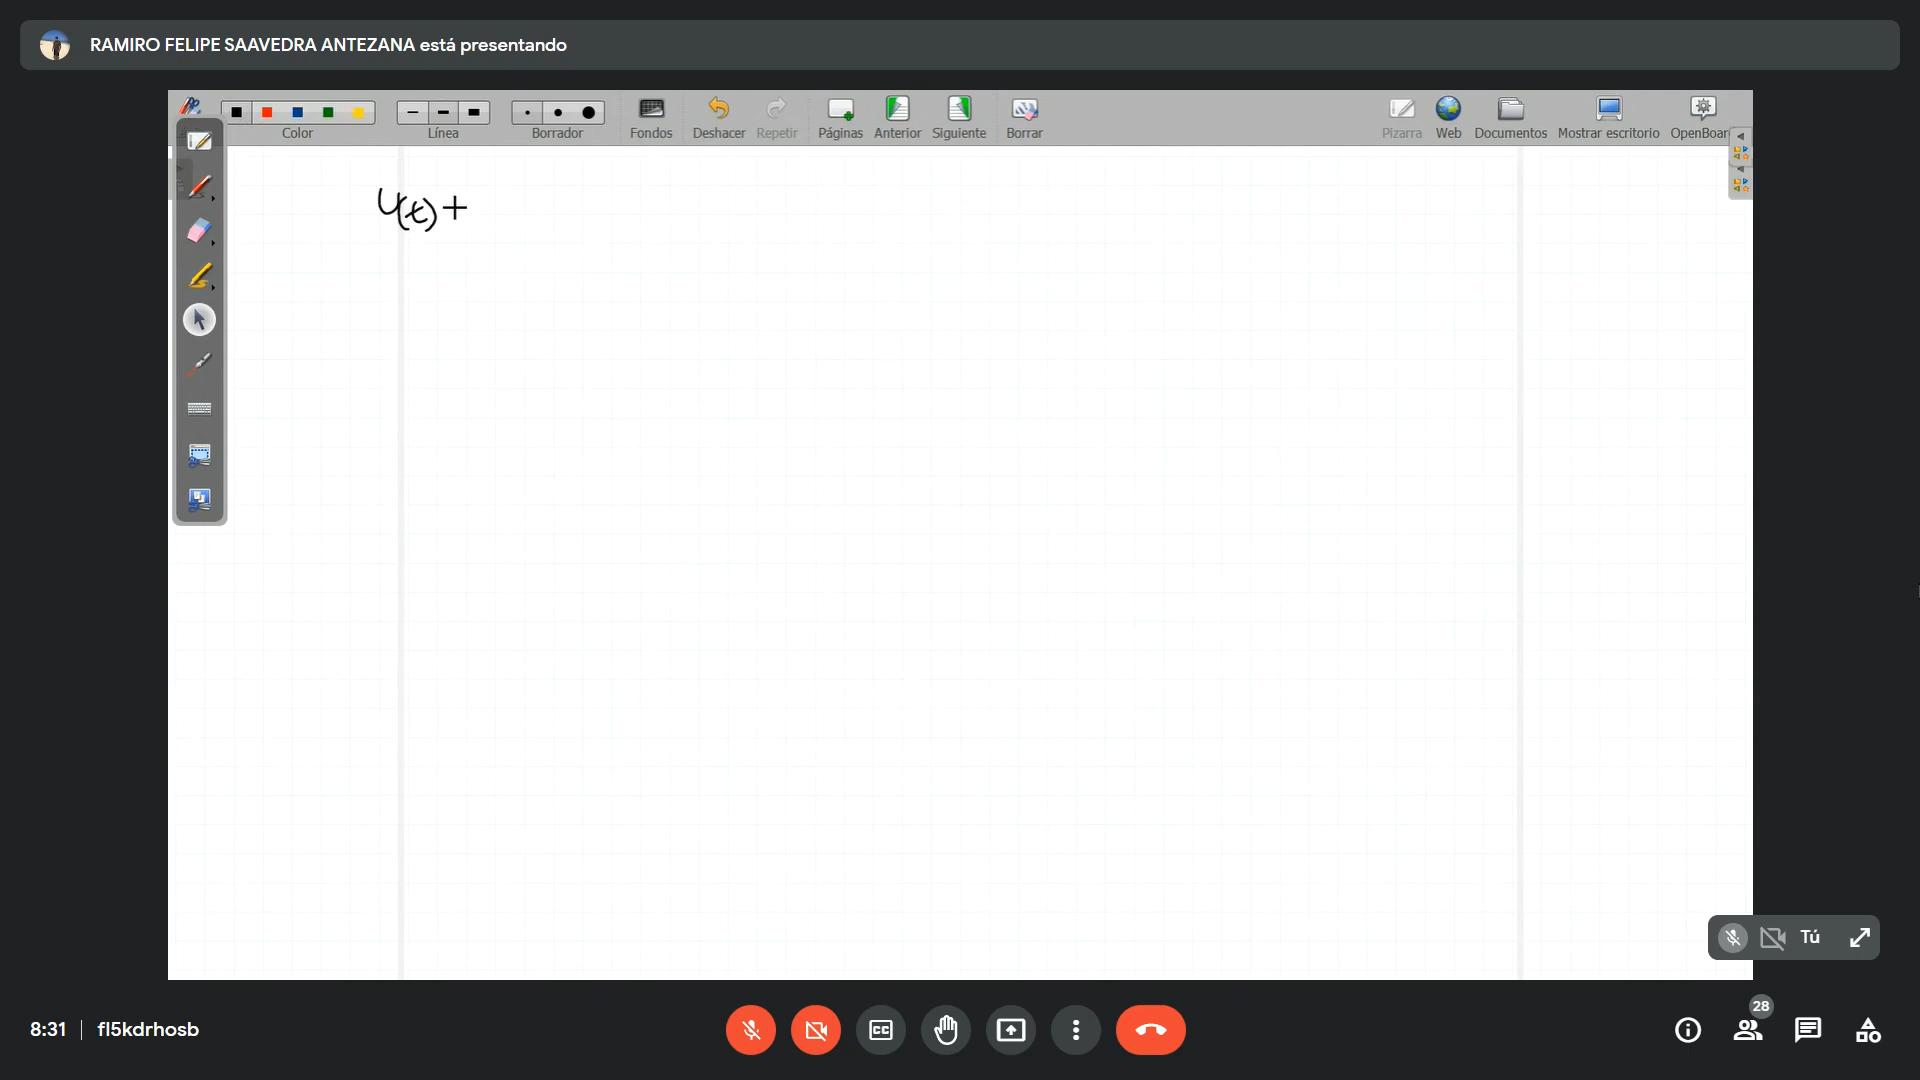 RAMIRO FELIPE SAAVEDRA ANTEZANA está presentando
Color
Línea
Borrador
Fondos
Deshacer
Repetir
Páginas
Anterior
Siguiente
Borrar
Pizarra
Web
Documentos
Mostrar escritorio
OpenBoar
U(t) +
Tú
8:31
fl5kdrhosb
CC
28